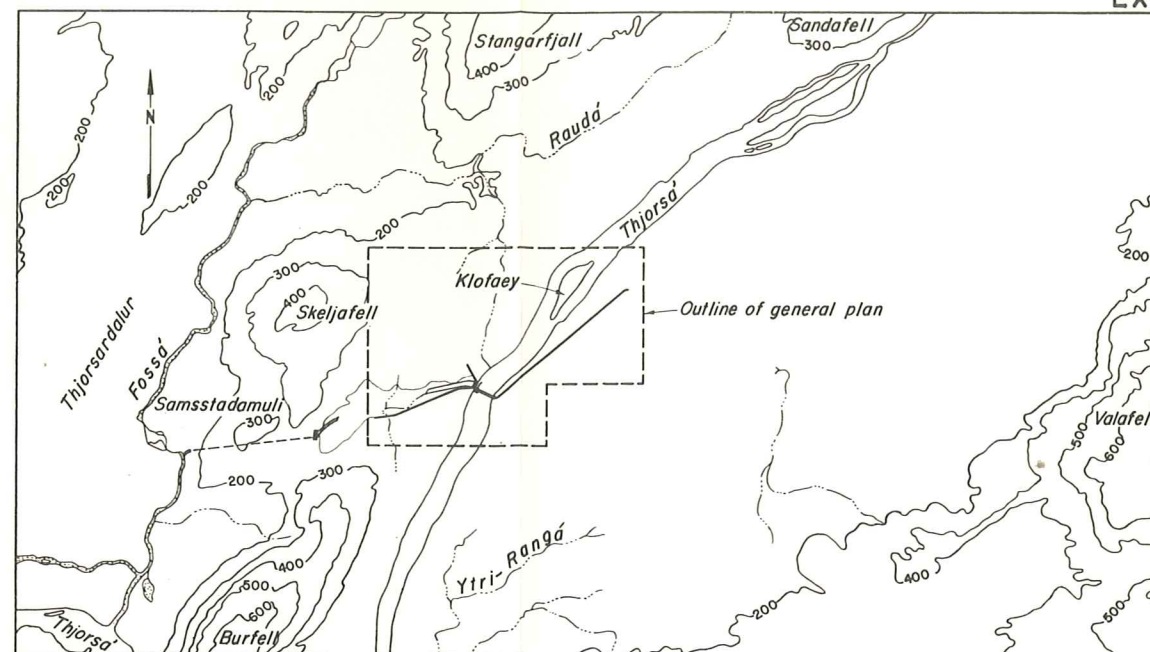 EX
Sandafell
300
Stangarfjall
400
300
200
200
N
Raudá
200
200
200
Thjorsá
200
300
Klofaey
400
Skeljafell
Outline of general plan
Thjorsardalur
Fossá
Samsstadamuli
300
Valafel
500
600
300
200
Ytri-Rangá
400
400
500
600
200
500
Thjorsá
Burfell